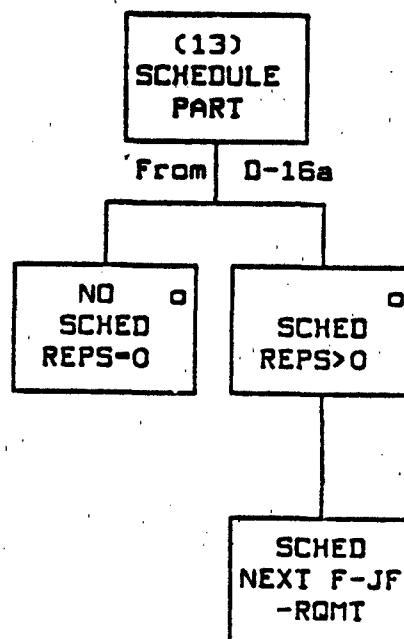 (13)
SCHEDULE
PART
From D-16a
NO o
SCHED
REPS=0
o
SCHED
REPS>0
SCHED
NEXT F-JF
-RQMT